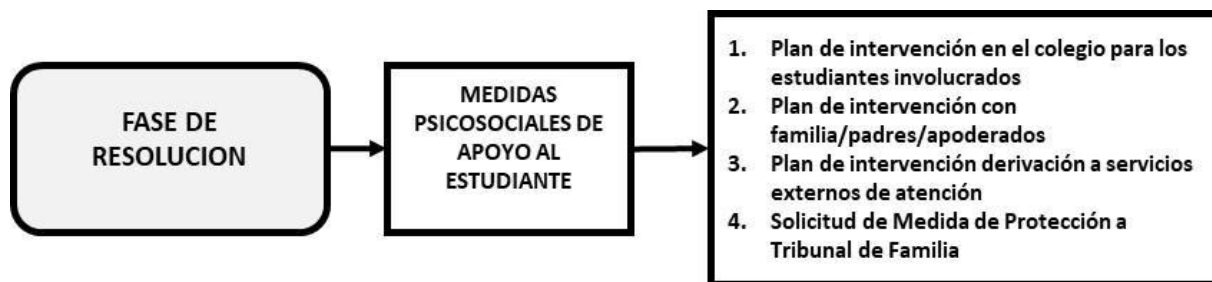 FASE DE
RESOLUCION
MEDIDAS
PSICOSOCIALES DE
APOYO AL
ESTUDIANTE
1. Plan de intervención en el colegio para los
estudiantes involucrados
2. Plan de intervención con
familia/padres/apoderados
3. Plan de intervención derivación a servicios
externos de atención
4. Solicitud de Medida de Protección a
Tribunal de Familia